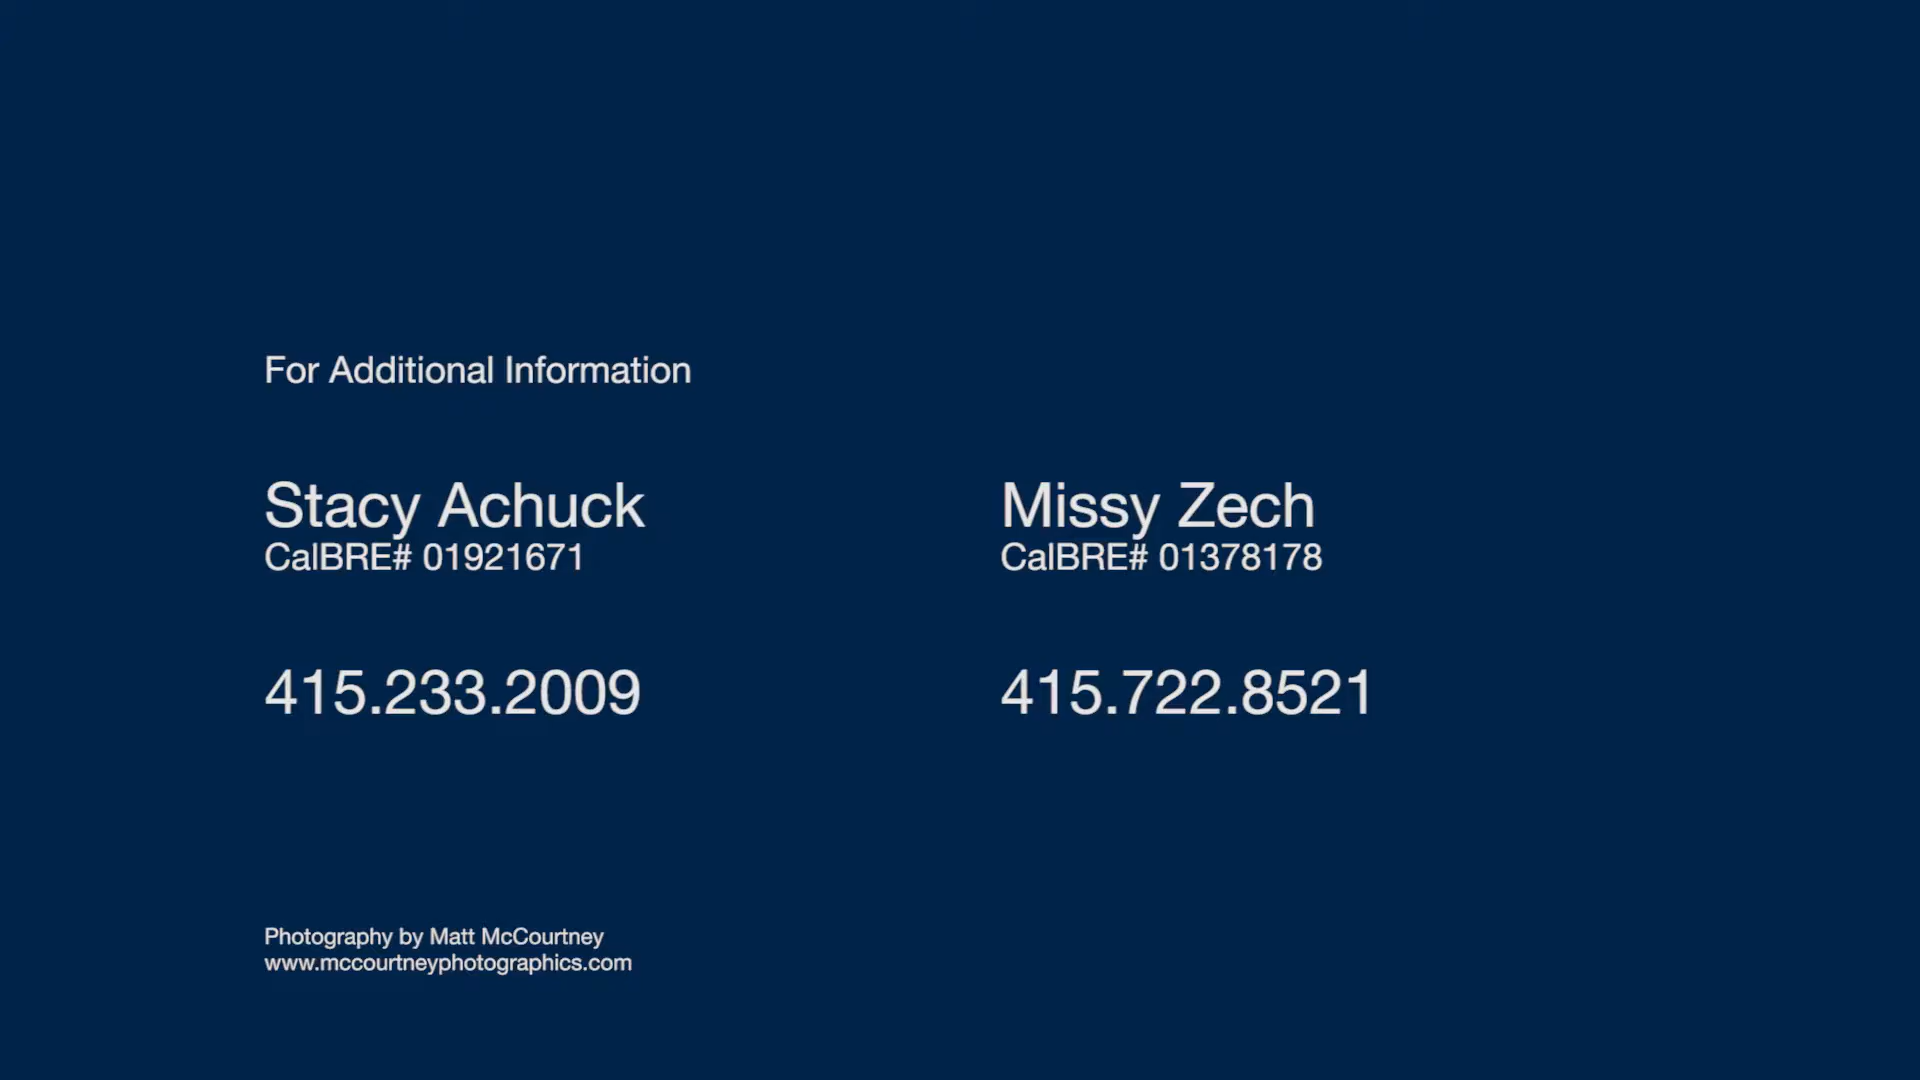 For Additional Information
Stacy Achuck
CalBRE# 01921671
415.233.2009
Missy Zech
CalBRE# 01378178
415.722.8521
Photography by Matt McCourtney
www.mccourtneyphotographics.com